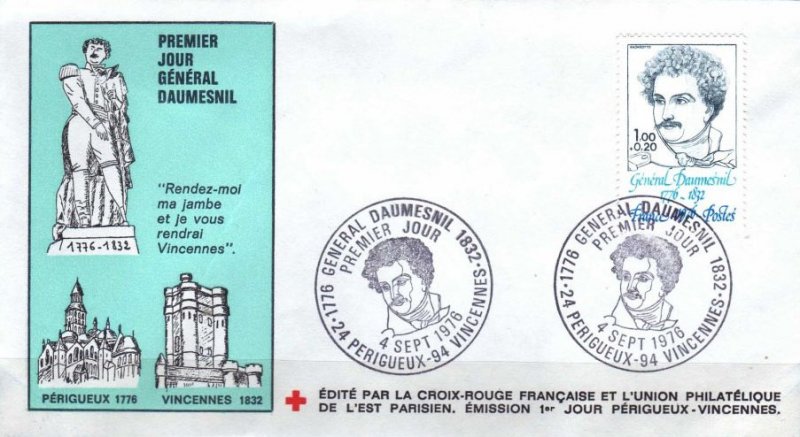 PREMIER
JOUR
GÉNÉRAL
DAUMESNIL
"Rendez-moi
ma jambe
et je vous
rendrai
Vincennes".
1776-1832
PÉRIGUEUX 1776
VINCENNES 1832
1.00
+0.20
Général Daumesnil
1776 - 1832
France 1976 Postes
1776 GENERAL DAUMESNIL 1832
PREMIER JOUR
4 SEPT 1976
24 PERIGUEUX-94 VINCENNES
1776 GENERAL DAUMESNIL 1832
PREMIER JOUR
4 SEPT 1976
24 PERIGUEUX-94 VINCENNES
ÉDITÉ PAR LA CROIX-ROUGE FRANÇAISE ET L'UNION PHILATÉLIQUE
DE L'EST PARISIEN. ÉMISSION 1er JOUR PÉRIGUEUX-VINCENNES.